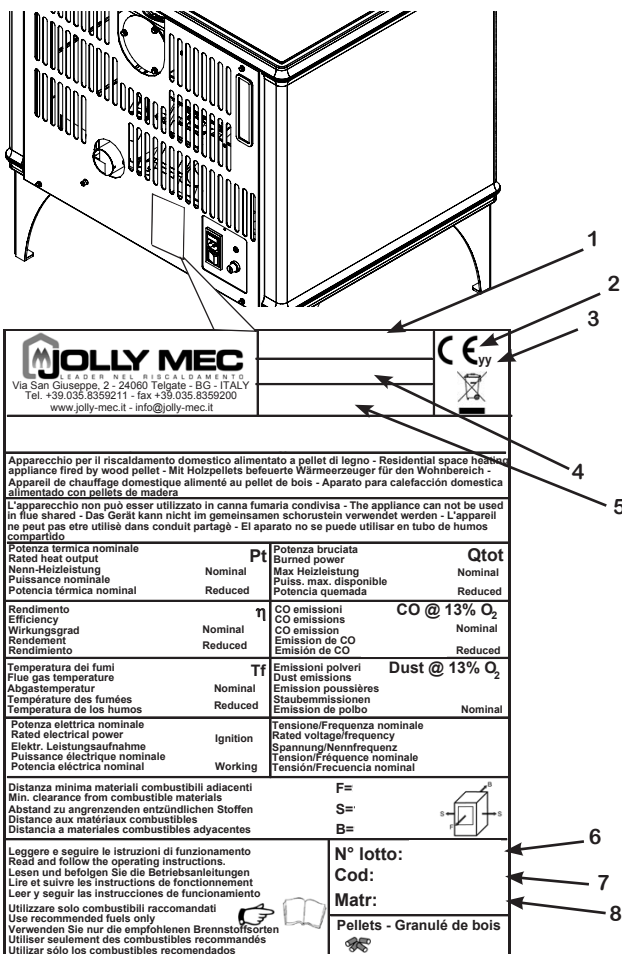 1
2
3
JOLLY MEC
LEADER NEL RISCALDAMENTO
Via San Giuseppe, 2 - 24060 Telgate - BG - ITALY
Tel. +39.035.8359211 - fax +39.035.8359200
www.jolly-mec.it - info@jolly-mec.it
CE yy
4
5
Apparecchio per il riscaldamento domestico alimentato a pellet di legno - Residential space heating
appliance fired by wood pellet - Mit Holzpellets befeuerte Wärmeerzeuger für den Wohnbereich -
Appareil de chauffage domestique alimenté au pellet de bois - Aparato para calefacción domestica
alimentado con pellets de madera
L'apparecchio non può esser utilizzato in canna fumaria condivisa - The appliance can not be used
in flue shared - Das Gerät kann nicht im gemeinsamen schorustein verwendet werden - L'appareil
ne peut pas etre utilisè dans conduit partagè - El aparato no se puede utilisar en tubo de humos
compartido
Potenza termica nominale
Rated heat output
Nenn-Heizleistung
Puissance nominale
Potencia térmica nominal
Pt
Nominal
Reduced
Potenza bruciata
Burned power
Max Heizleistung
Puiss. max. disponible
Potencia quemada
Qtot
Nominal
Reduced
Rendimento
Efficiency
Wirkungsgrad
Rendement
Rendimiento
η
Nominal
Reduced
CO emissioni
CO emissions
CO emission
Emission de CO
Emisión de CO
CO @ 13% O2
Nominal
Reduced
Temperatura dei fumi
Flue gas temperature
Abgastemperatur
Température des fumées
Temperatura de los humos
Tf
Nominal
Reduced
Emissioni polveri
Dust emissions
Emission poussières
Staubemmissionen
Emission de polbo
Dust @ 13% O2
Nominal
Potenza elettrica nominale
Rated electrical power
Elektr. Leistungsaufnahme
Puissance électrique nominale
Potencia eléctrica nominal
Ignition
Working
Tensione/Frequenza nominale
Rated voltage/frequency
Spannung/Nennfrequenz
Tension/Fréquence nominale
Tensión/Frecuencia nominal
Distanza minima materiali combustibili adiacenti
Min. clearance from combustible materials
Abstand zu angrenzenden entzündlichen Stoffen
Distance aux matériaux combustibles
Distancia a materiales combustibles adyacentes
F=
S=
B=
B
S
S
F
Leggere e seguire le istruzioni di funzionamento
Read and follow the operating instructions.
Lesen und befolgen Sie die Betriebsanleitungen
Lire et suivre les instructions de fonctionnement
Leer y seguir las instrucciones de funcionamiento
Utilizzare solo combustibili raccomandati
Use recommended fuels only
Verwenden Sie nur die empfohlenen Brennstoffsorten
Utiliser seulement des combustibles recommandés
Utilizar sólo los combustibles recomendados
N° lotto:
Cod:
Matr:
6
7
8
Pellets - Granulé de bois